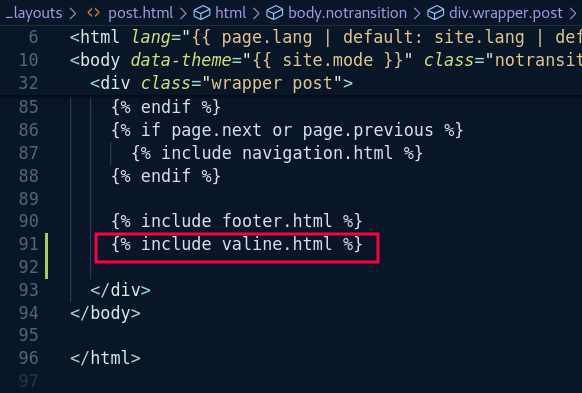 _layouts > post.html > html > body.notransition > div.wrapper.post >
6 <html lang="{{ page.lang | default: site.lang | def
10 <body data-theme="{{ site.mode }}" class="notransit
32 <div class="wrapper post">
85 {% endif %}
86 {% if page.next or page.previous %}
87 {% include navigation.html %}
88 {% endif %}
89
90 {% include footer.html %}
91 {% include valine.html %}
92
93 </div>
94 </body>
95
96 </html>
97